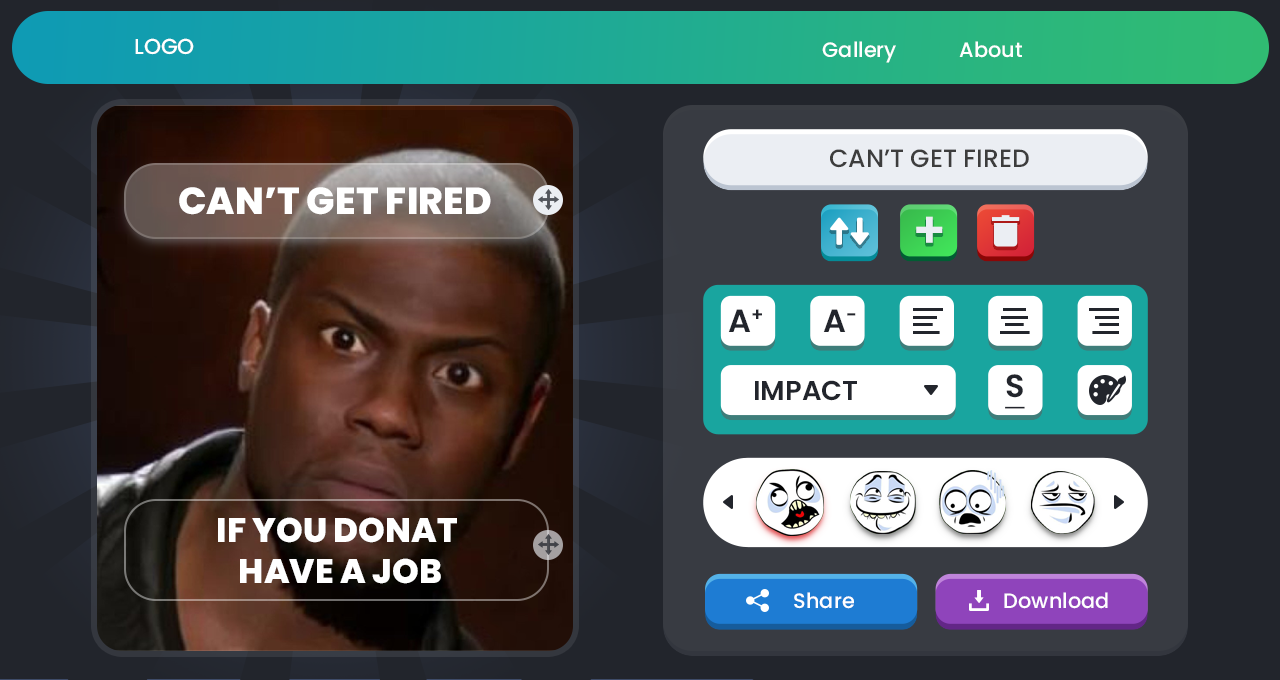 LOGO
Gallery
About
CAN’T GET FIRED
IF YOU DONAT
HAVE A JOB
CAN’T GET FIRED
A+
A-
IMPACT
S
Share
Download